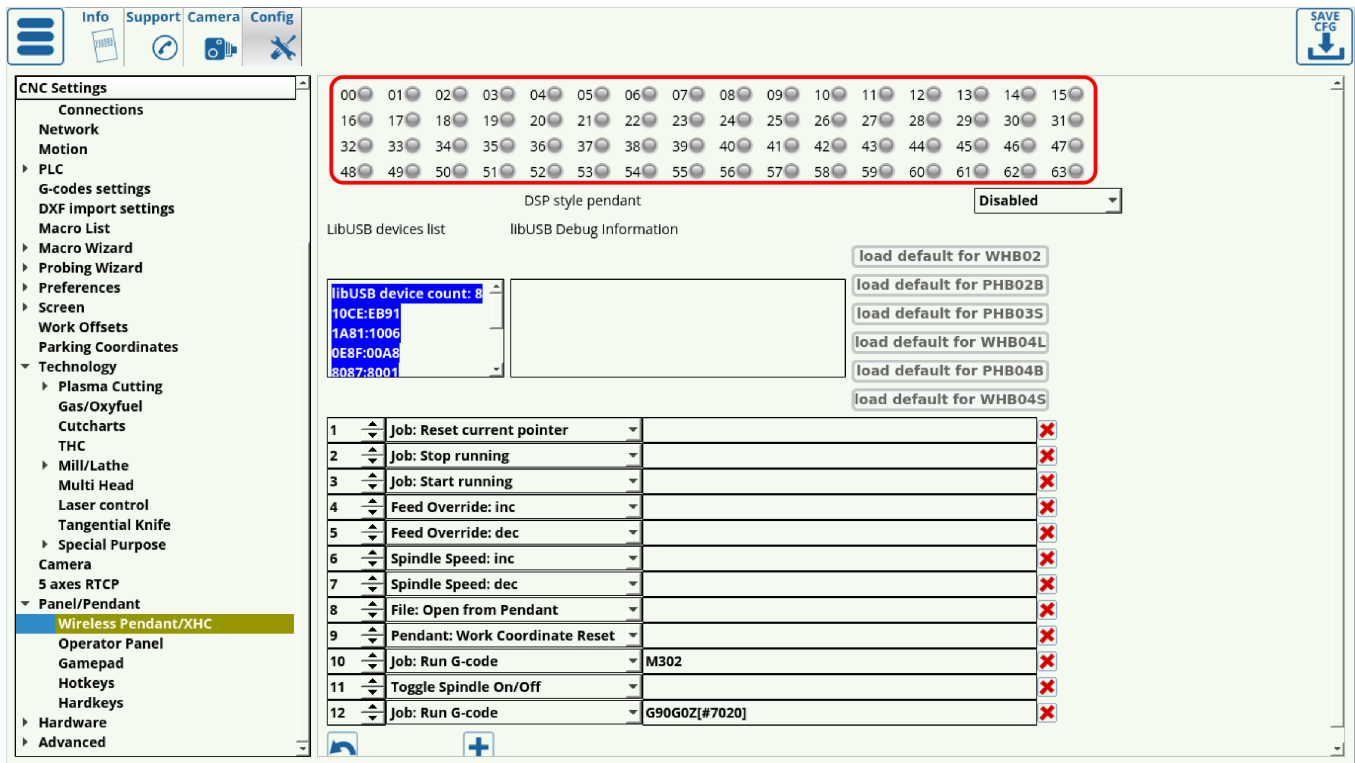 Info Support Camera Config
SAVE
CFG
CNC Settings
Connections
Network
Motion
PLC
G-codes settings
DXF import settings
Macro List
Macro Wizard
Probing Wizard
Preferences
Screen
Work Offsets
Parking Coordinates
Technology
Plasma Cutting
Gas/Oxyfuel
Cutcharts
THC
Mill/Lathe
Multi Head
Laser control
Tangential Knife
Special Purpose
Camera
5 axes RTCP
Panel/Pendant
Wireless Pendant/XHC
Operator Panel
Gamepad
Hotkeys
Hardkeys
Hardware
Advanced
00 01 02 03 04 05 06 07 08 09 10 11 12 13 14 15
16 17 18 19 20 21 22 23 24 25 26 27 28 29 30 31
32 33 34 35 36 37 38 39 40 41 42 43 44 45 46 47
48 49 50 51 52 53 54 55 56 57 58 59 60 61 62 63
DSP style pendant Disabled
LibUSB devices list libUSB Debug Information
libUSB device count: 8
10CE:EB91
1A81:1006
0E8F:00A8
8087:8001
load default for WHB02
load default for PHB02B
load default for PHB03S
load default for WHB04L
load default for PHB04B
load default for WHB04S
1 Job: Reset current pointer
2 Job: Stop running
3 Job: Start running
4 Feed Override: inc
5 Feed Override: dec
6 Spindle Speed: inc
7 Spindle Speed: dec
8 File: Open from Pendant
9 Pendant: Work Coordinate Reset
10 Job: Run G-code M302
11 Toggle Spindle On/Off
12 Job: Run G-code G90G0Z[#7020]